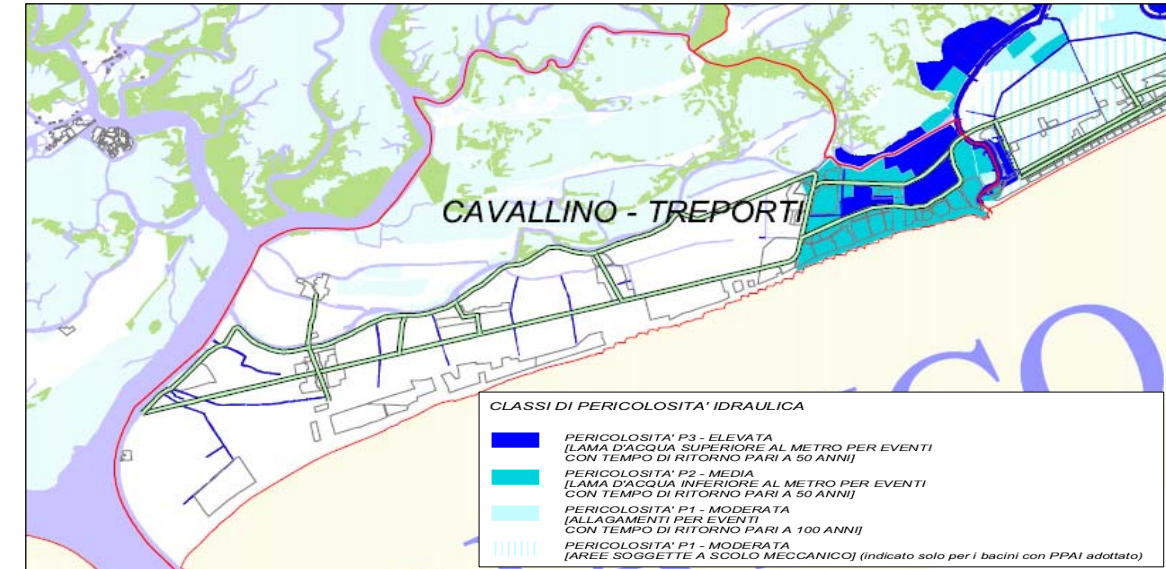 CAVALLINO - TREPORTI
ICO
CLASSI DI PERICOLOSITA' IDRAULICA
PERICOLOSITA' P3 - ELEVATA
[LAMA D'ACQUA SUPERIORE AL METRO PER EVENTI
CON TEMPO DI RITORNO PARI A 50 ANNI]
PERICOLOSITA' P2 - MEDIA
[LAMA D'ACQUA INFERIORE AL METRO PER EVENTI
CON TEMPO DI RITORNO PARI A 50 ANNI]
PERICOLOSITA' P1 - MODERATA
[ALLAGAMENTI PER EVENTI
CON TEMPO DI RITORNO PARI A 100 ANNI]
PERICOLOSITA' P1 - MODERATA
[AREE SOGGETTE A SCOLO MECCANICO] (indicato solo per i bacini con PPAI adottato)